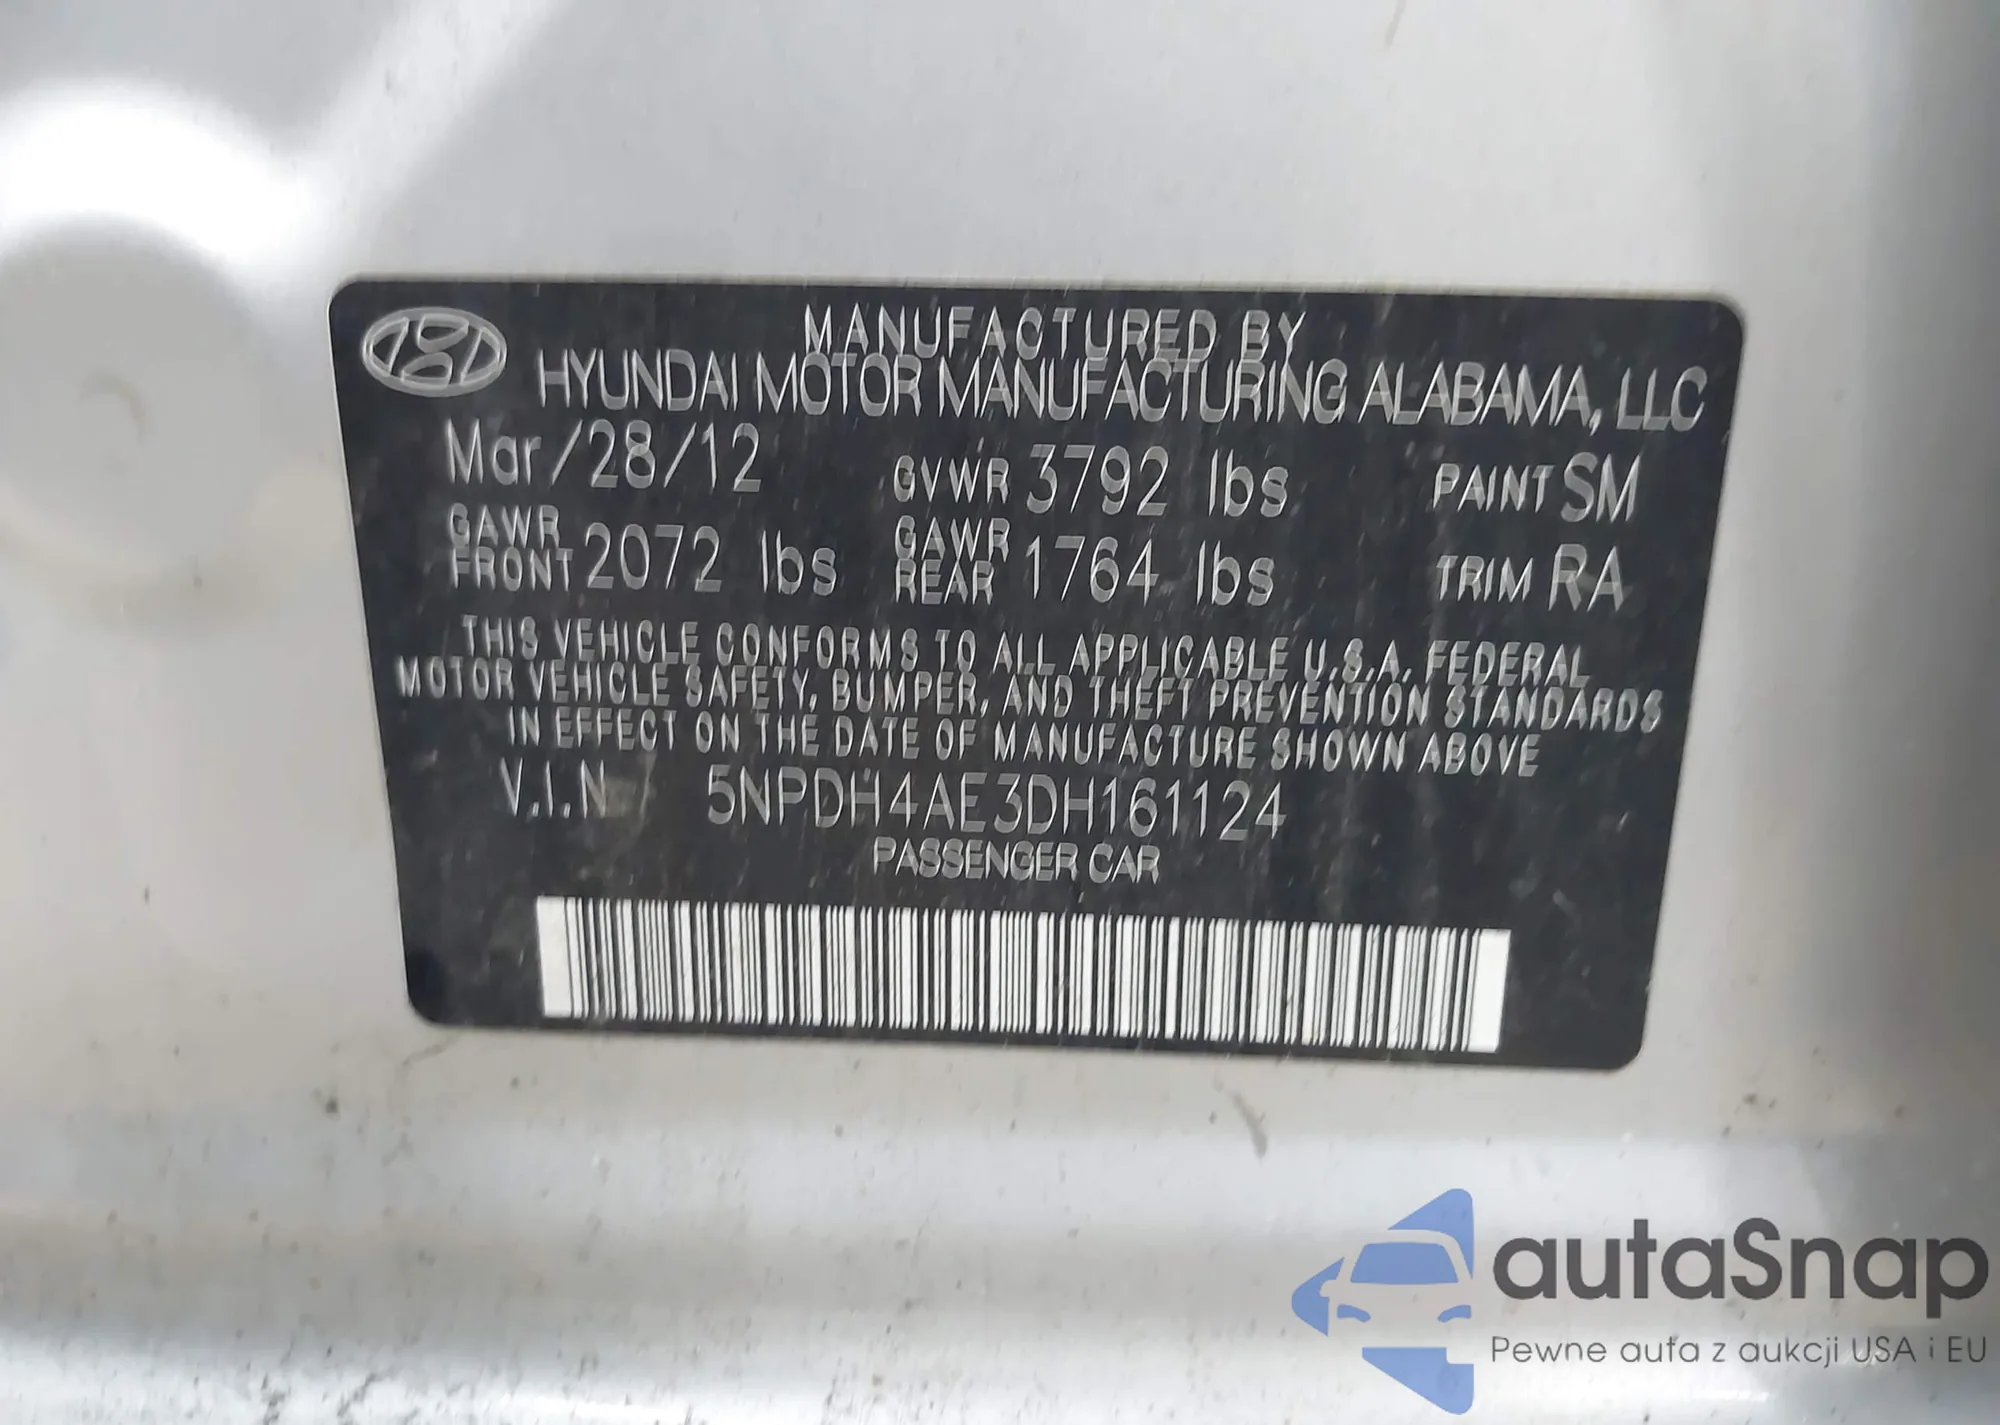 MANUFACTURED BY
HYUNDAI MOTOR MANUFACTURING ALABAMA, LLC
Mar/28/12 GVWR 3792 lbs PAINT SM
GAWR FRONT 2072 lbs GAWR REAR 1764 lbs TRIM RA
THIS VEHICLE CONFORMS TO ALL APPLICABLE U.S.A. FEDERAL
MOTOR VEHICLE SAFETY, BUMPER, AND THEFT PREVENTION STANDARDS
IN EFFECT ON THE DATE OF MANUFACTURE SHOWN ABOVE
V.I.N 5NPDH4AE3DH161124
PASSENGER CAR
autaSnap
Pewne auta z aukcji USA i EU